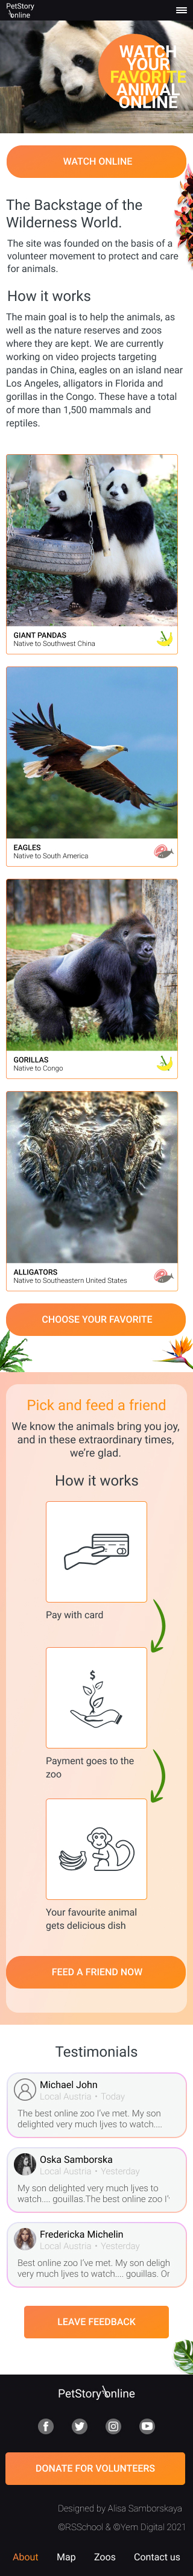 PetStory
online
WATCH
YOUR
FAVORITE
ANIMAL
ONLINE
WATCH ONLINE
The Backstage of the
Wilderness World.
The site was founded on the basis of a
volunteer movement to protect and care
for animals.
How it works
The main goal is to help the animals, as
well as the nature reserves and zoos
where they are kept. We are currently
working on video projects targeting
pandas in China, eagles on an island near
Los Angeles, alligators in Florida and
gorillas in the Congo. These have a total
of more than 1,500 mammals and
reptiles.
GIANT PANDAS
Native to Southwest China
EAGLES
Native to South America
GORILLAS
Native to Congo
ALLIGATORS
Native to Southeastern United States
CHOOSE YOUR FAVORITE
Pick and feed a friend
We know the animals bring you joy,
and in these extraordinary times,
we’re glad.
How it works
Pay with card
$
Payment goes to the
zoo
Your favourite animal
gets delicious dish
FEED A FRIEND NOW
Testimonials
Michael John
Local Austria • Today
The best online zoo I’ve met. My son
delighted very much ljves to watch....
Oska Samborska
Local Austria • Yesterday
My son delighted very much ljves to
watch.... gouillas.The best online zoo I’
Fredericka Michelin
Local Austria • Yesterday
Best online zoo I’ve met. My son deligh
very much ljves to watch.... gouillas. Or
LEAVE FEEDBACK
PetStory online
DONATE FOR VOLUNTEERS
Designed by Alisa Samborskaya
©RSSchool & ©Yem Digital 2021
About Map Zoos Contact us